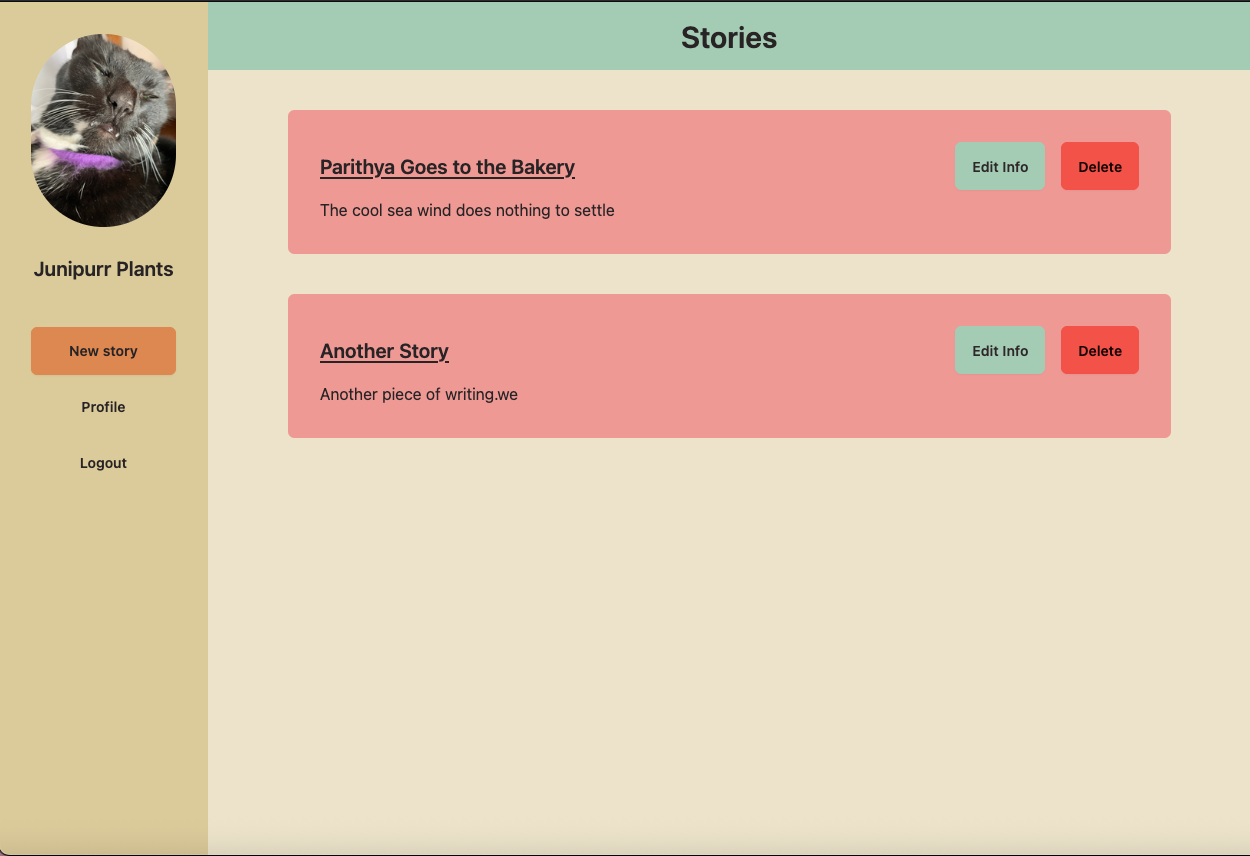 Stories
Junipurr Plants
New story
Profile
Logout
Parithya Goes to the Bakery
Edit Info
Delete
The cool sea wind does nothing to settle
Another Story
Edit Info
Delete
Another piece of writing.we